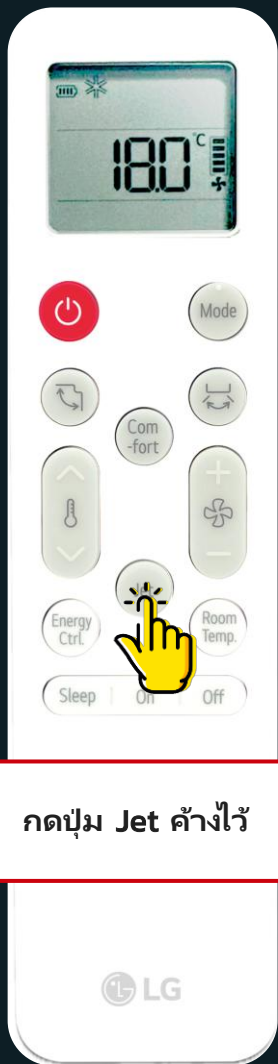 18.0 °C
Mode
Com
-fort
Energy
Ctrl.
Room
Temp.
Sleep
On
Off
กดปุ่ม Jet ค้างไว้
LG